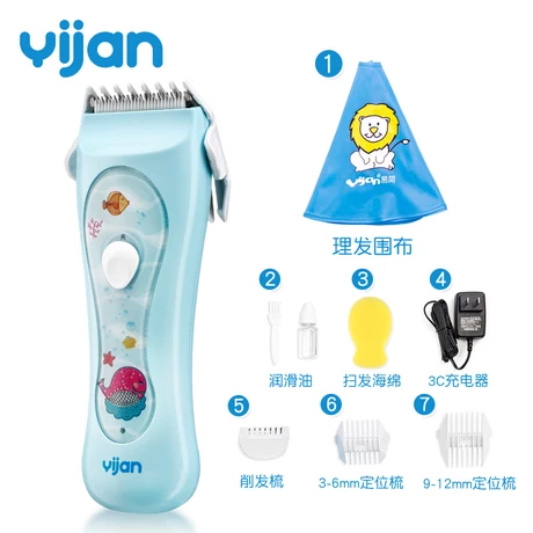 yijan
1
yijan 易简
理发围布
2
3
4
润滑油
扫发海绵
3C充电器
5
6
7
削发梳
3-6mm定位梳
9-12mm定位梳
yijan